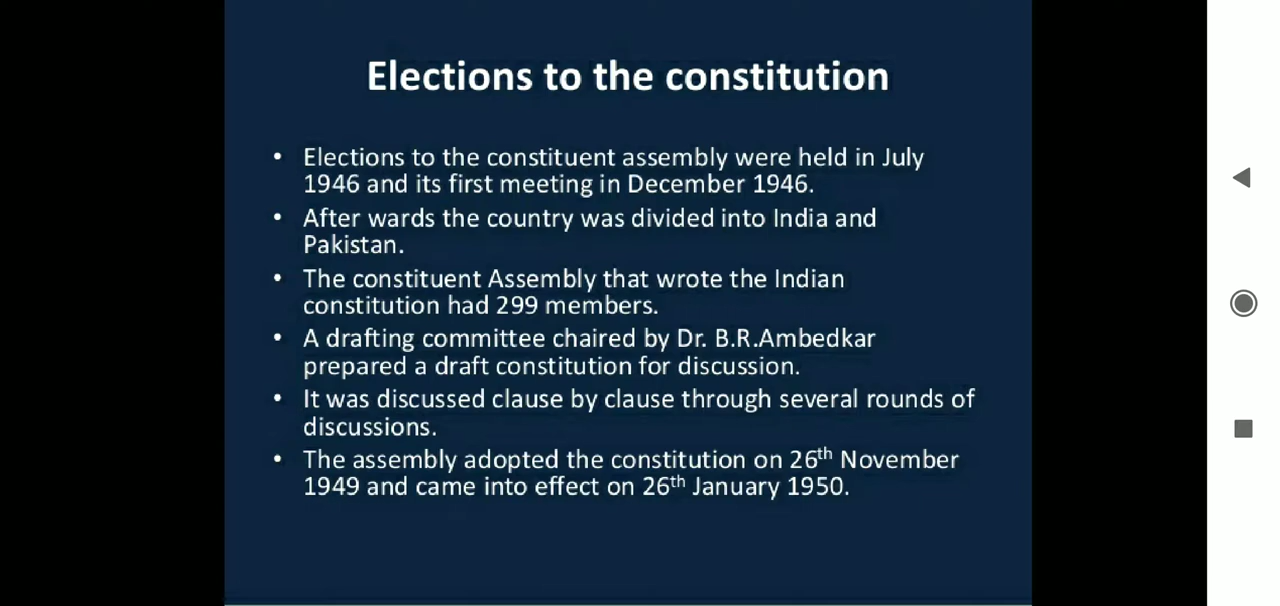 Elections to the constitution
• Elections to the constituent assembly were held in July
1946 and its first meeting in December 1946.
• After wards the country was divided into India and
Pakistan.
• The constituent Assembly that wrote the Indian
constitution had 299 members.
• A drafting committee chaired by Dr. B.R.Ambedkar
prepared a draft constitution for discussion.
• It was discussed clause by clause through several rounds of
discussions.
• The assembly adopted the constitution on 26th November
1949 and came into effect on 26th January 1950.